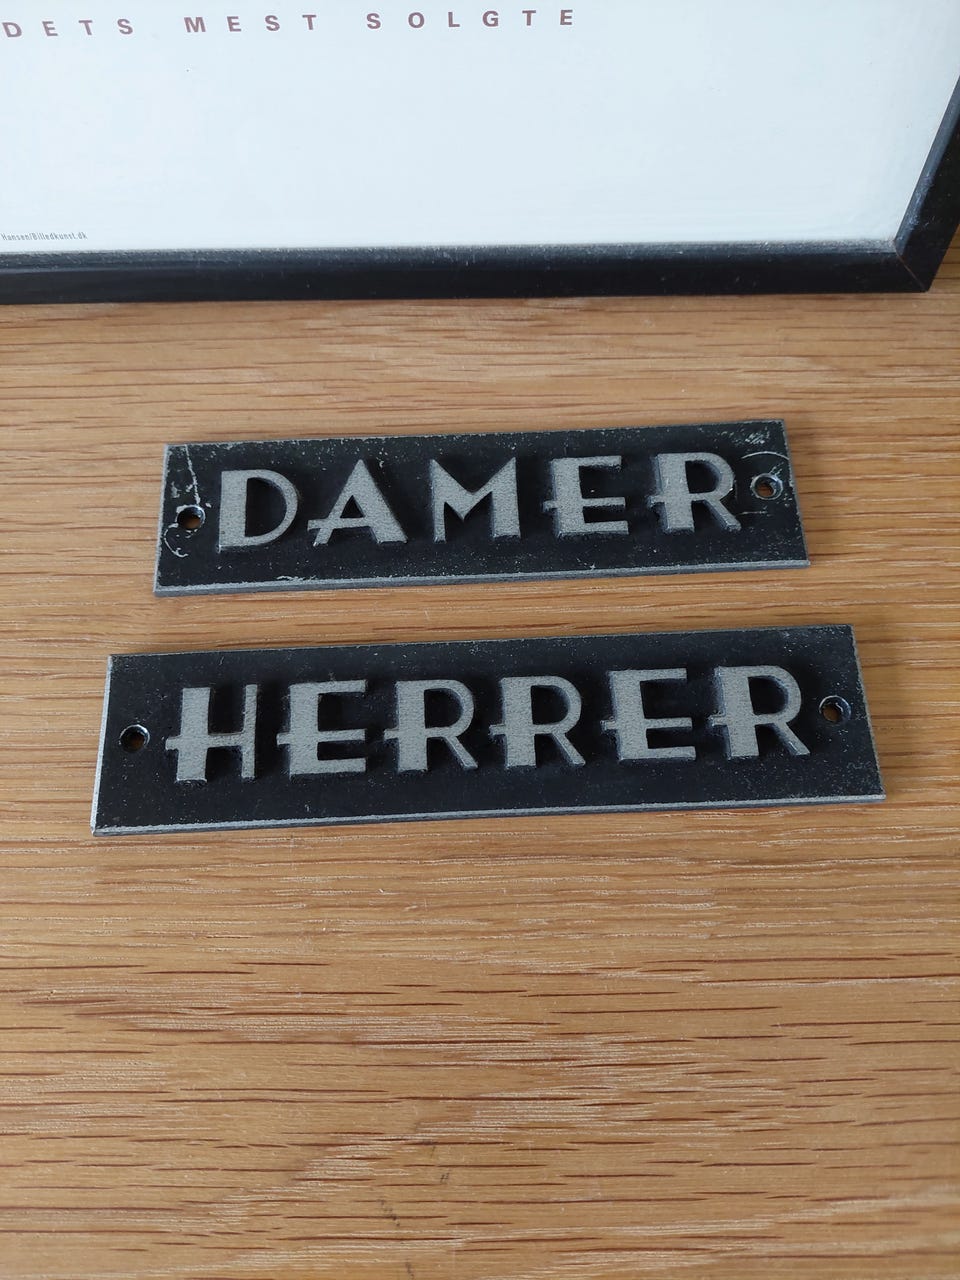 DETS MEST SOLGTE
Hansen/Billedkunst.dk
DAMER
HERRER